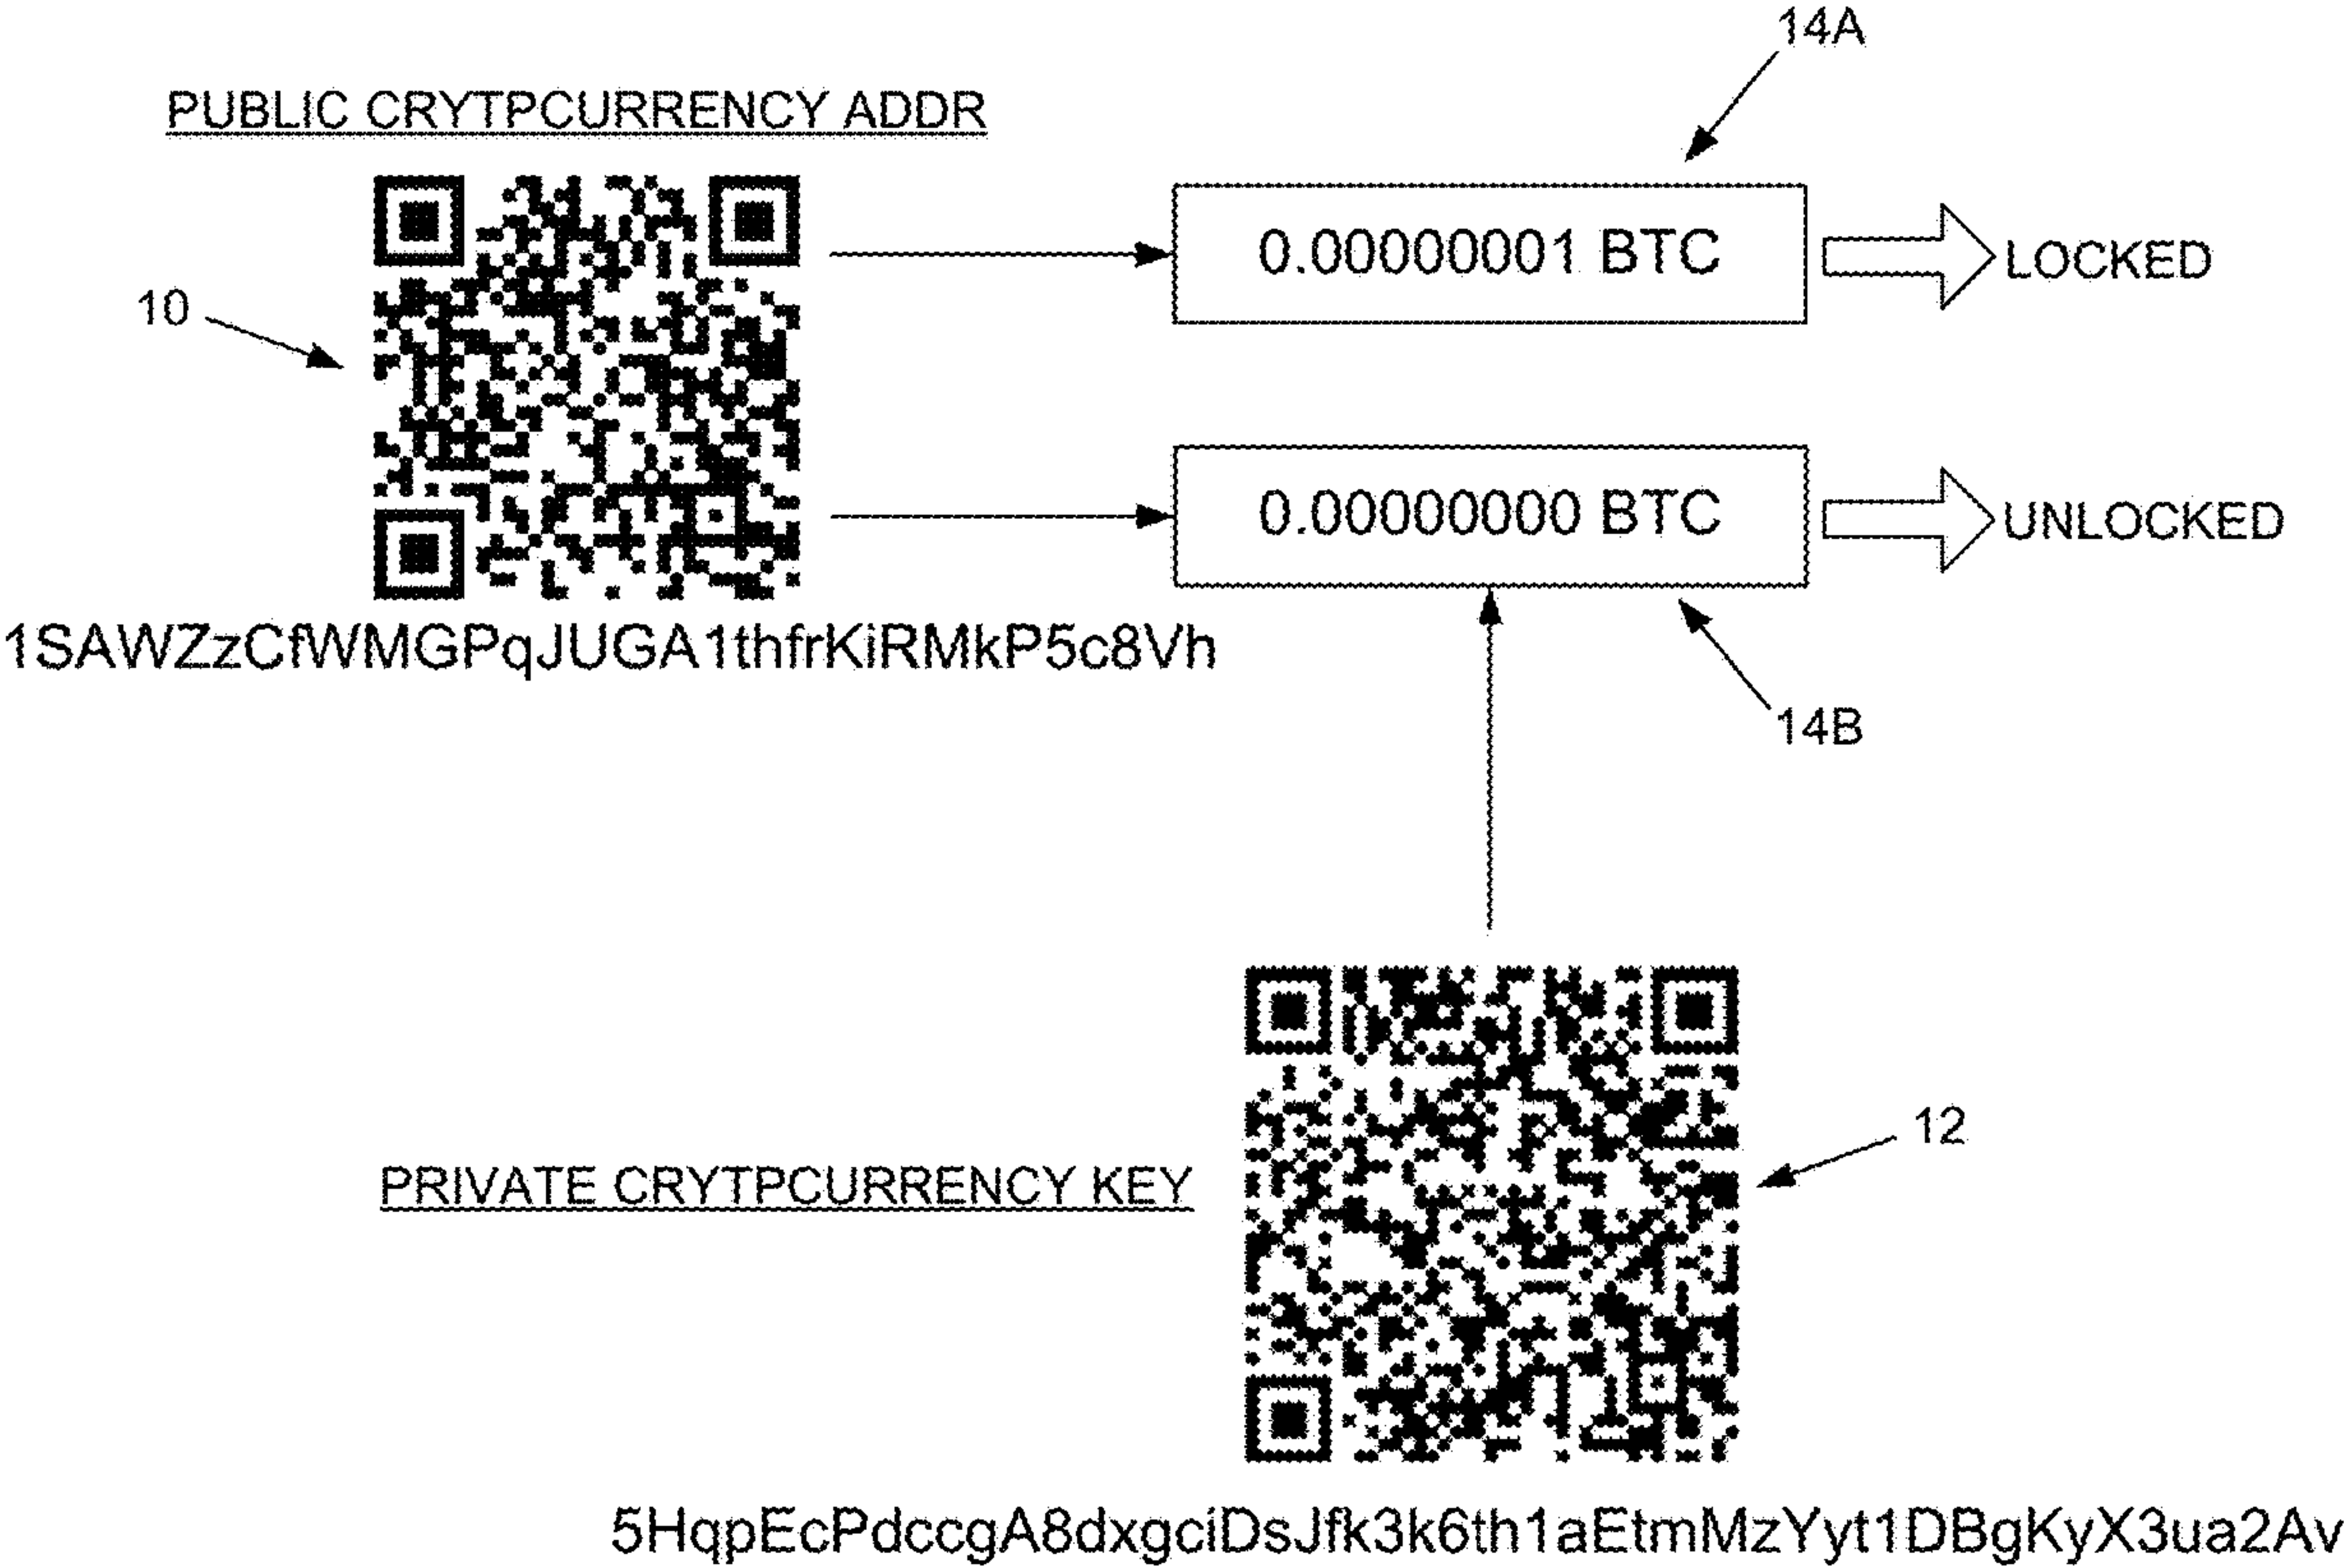 14A
PUBLIC CRYTPCURRENCY ADDR
0.00000001 BTC
LOCKED
10
0.00000000 BTC
UNLOCKED
1SAWZzCfWMGPqJUGA1thfrKiRMkP5c8Vh
14B
12
PRIVATE CRYTPCURRENCY KEY
5HqpEcPdccgA8dxgciDsJfk3k6th1aEtmMzYyt1DBgKyX3ua2Av